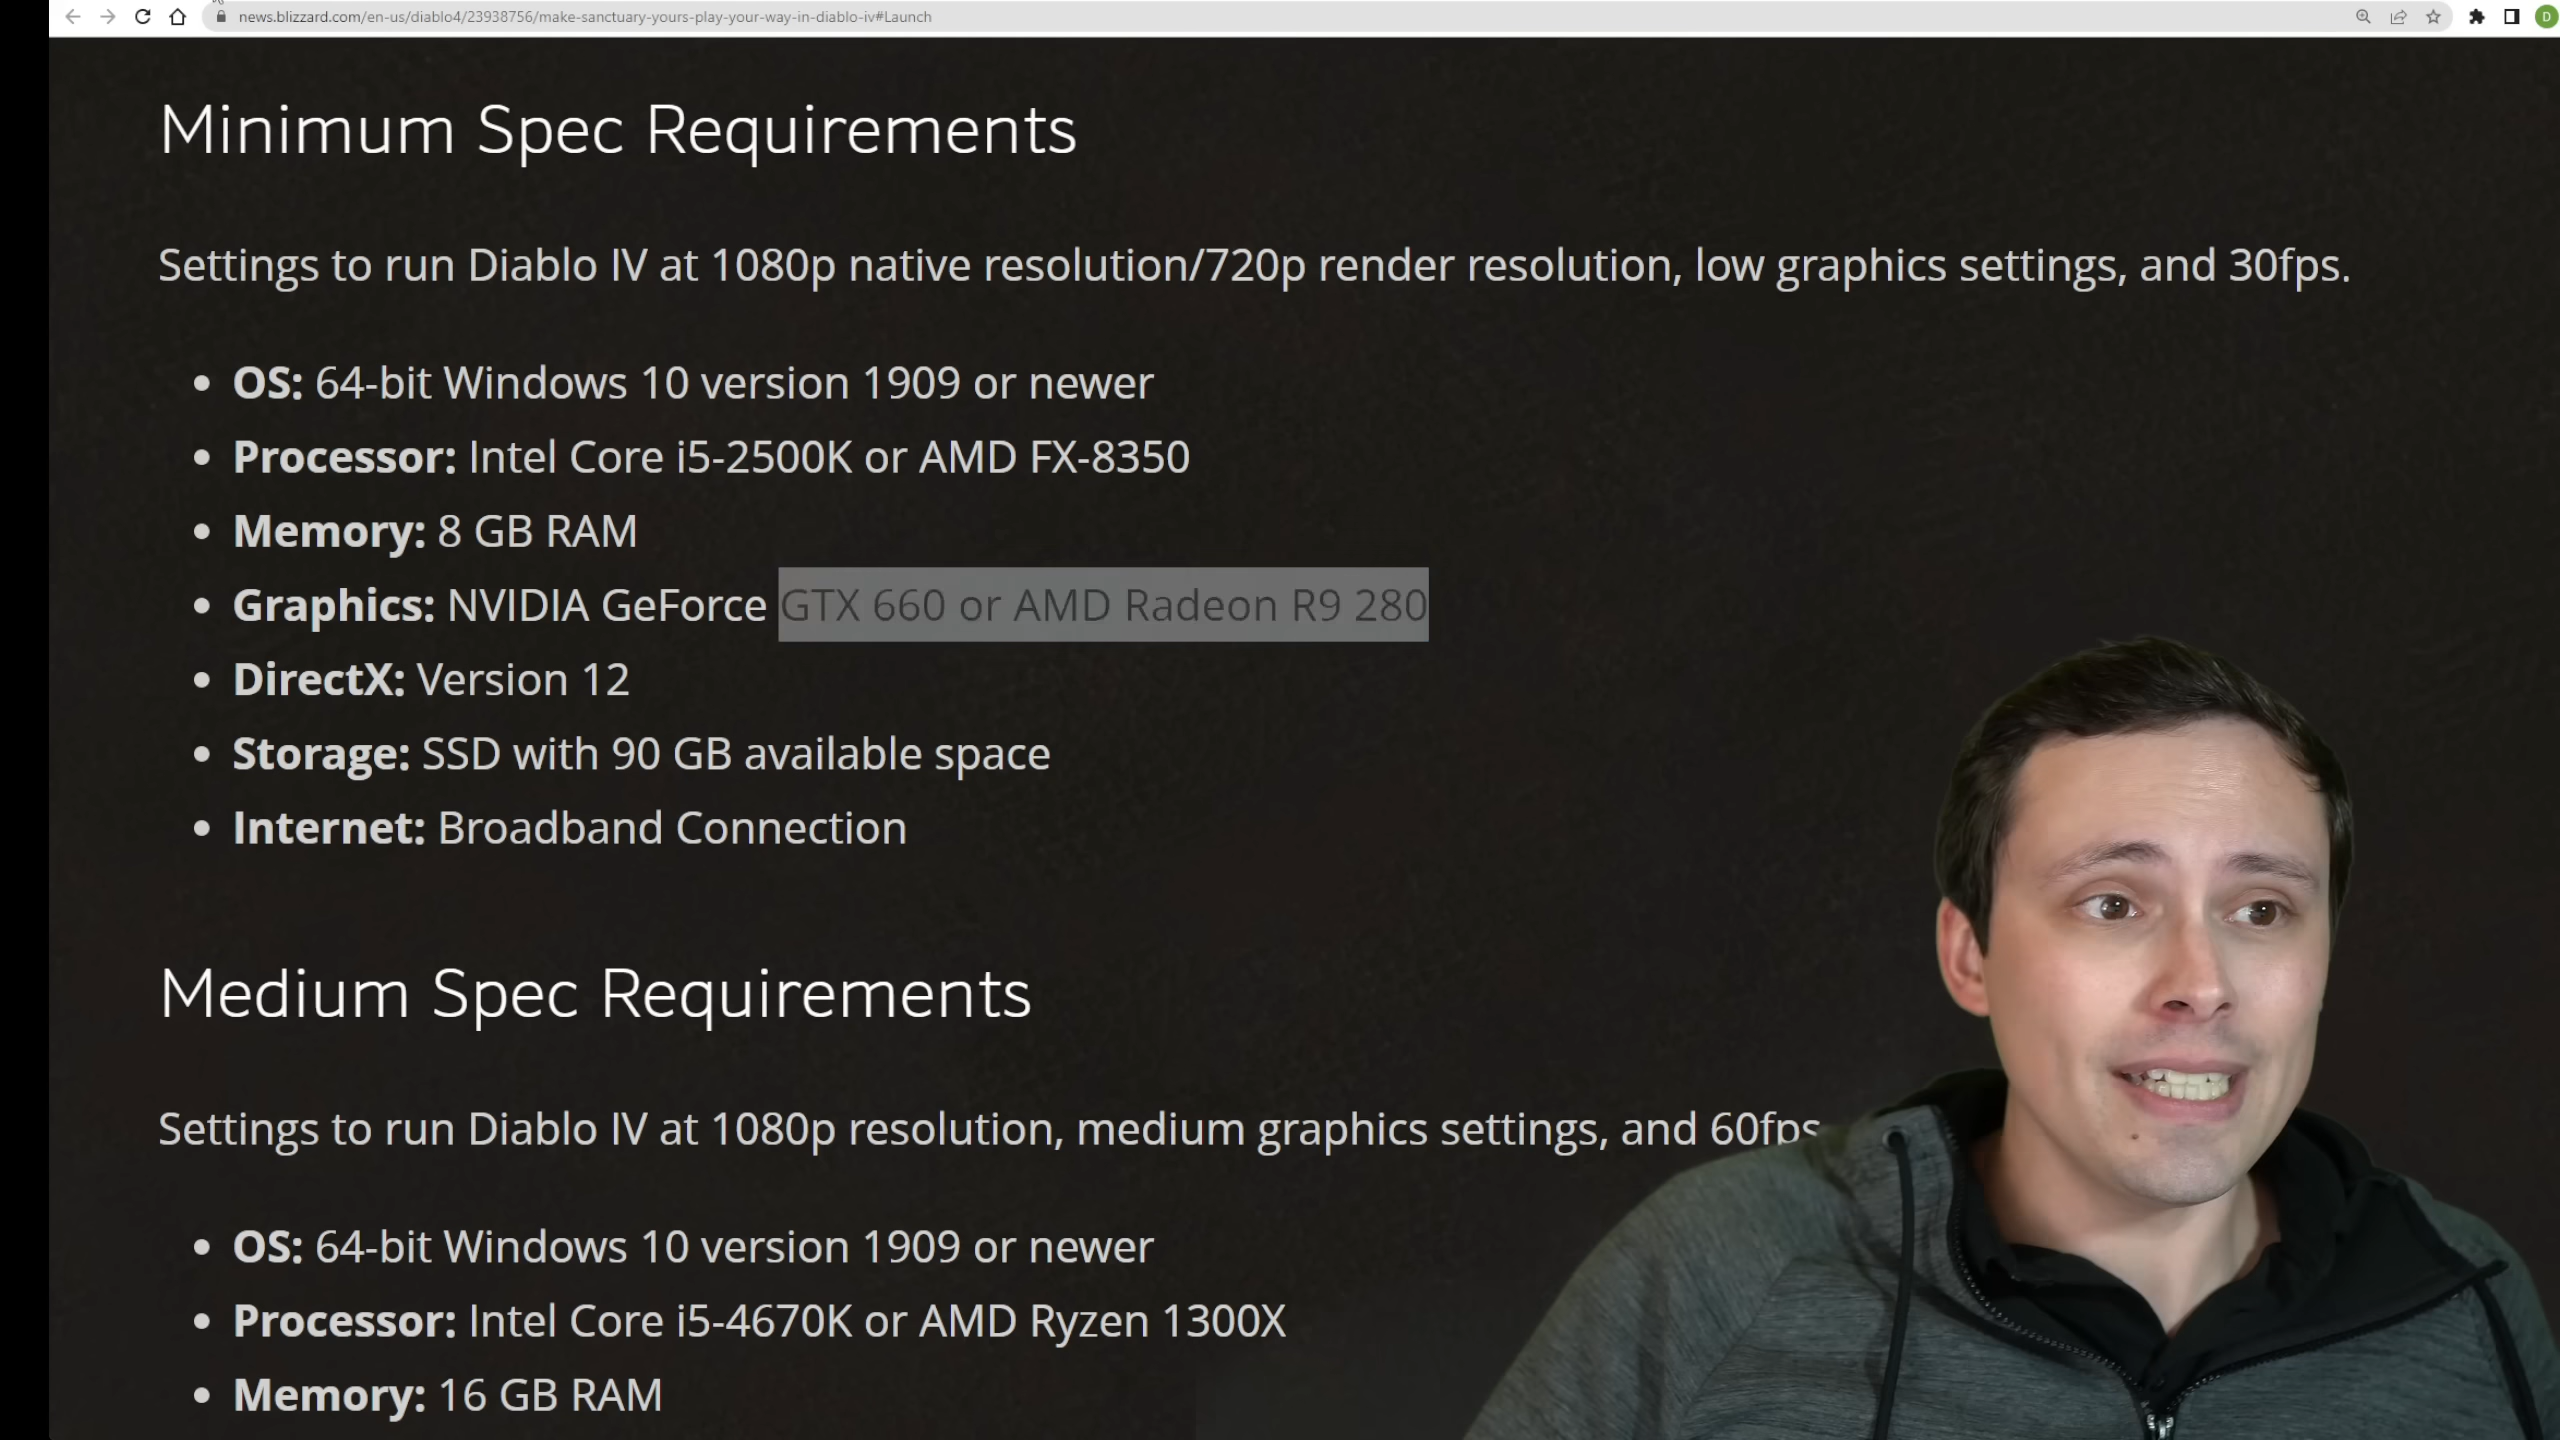 news.blizzard.com/en-us/diablo4/23938756/make-sanctuary-yours-play-your-way-in-diablo-iv#Launch
D
Minimum Spec Requirements
Settings to run Diablo IV at 1080p native resolution/720p render resolution, low graphics settings, and 30fps.
• OS: 64-bit Windows 10 version 1909 or newer
• Processor: Intel Core i5-2500K or AMD FX-8350
• Memory: 8 GB RAM
• Graphics: NVIDIA GeForce GTX 660 or AMD Radeon R9 280
• DirectX: Version 12
• Storage: SSD with 90 GB available space
• Internet: Broadband Connection
Medium Spec Requirements
Settings to run Diablo IV at 1080p resolution, medium graphics settings, and 60fps
• OS: 64-bit Windows 10 version 1909 or newer
• Processor: Intel Core i5-4670K or AMD Ryzen 1300X
• Memory: 16 GB RAM